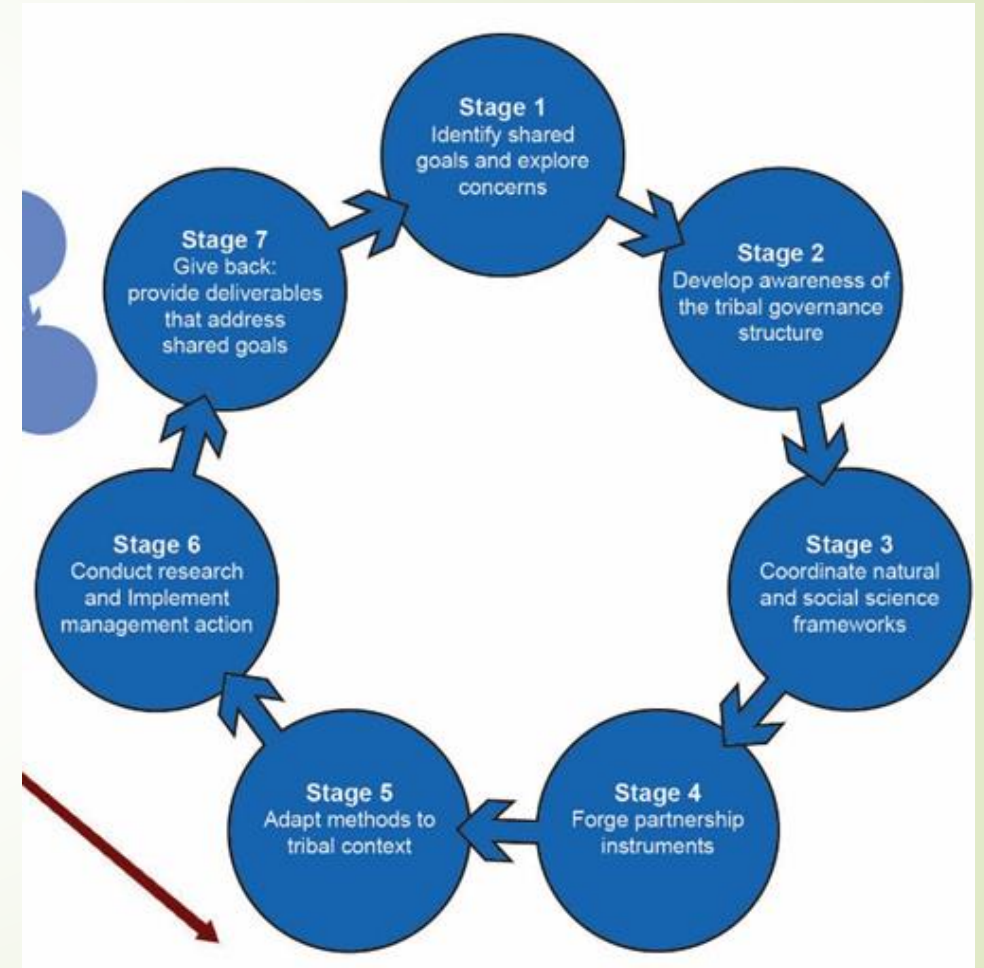 Stage 1
Identify shared
goals and explore
concerns
Stage 2
Develop awareness of
the tribal governance
structure
Stage 3
Coordinate natural
and social science
frameworks
Stage 4
Forge partnership
instruments
Stage 5
Adapt methods to
tribal context
Stage 6
Conduct research
and Implement
management action
Stage 7
Give back:
provide deliverables
that address
shared goals